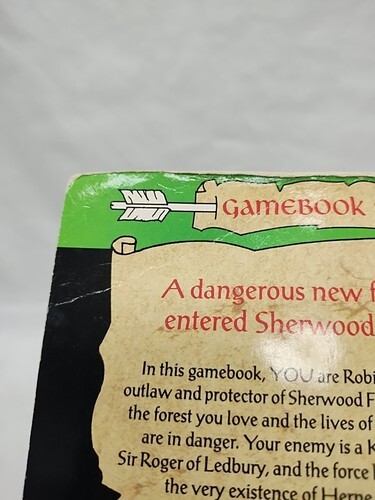 GAMEBOOK
A dangerous new f
entered Sherwood
In this gamebook, YOU are Robi
outlaw and protector of Sherwood F
the forest you love and the lives of
are in danger. Your enemy is a K
Sir Roger of Ledbury, and the force
the very existence of Herne